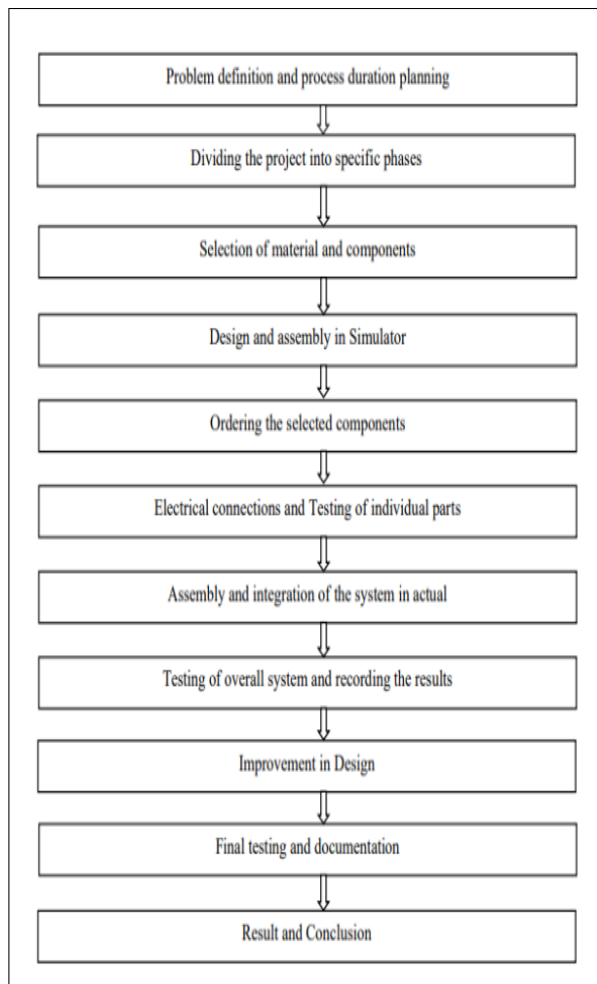 Problem definition and process duration planning
Dividing the project into specific phases
Selection of material and components
Design and assembly in Simulator
Ordering the selected components
Electrical connections and Testing of individual parts
Assembly and integration of the system in actual
Testing of overall system and recording the results
Improvement in Design
Final testing and documentation
Result and Conclusion